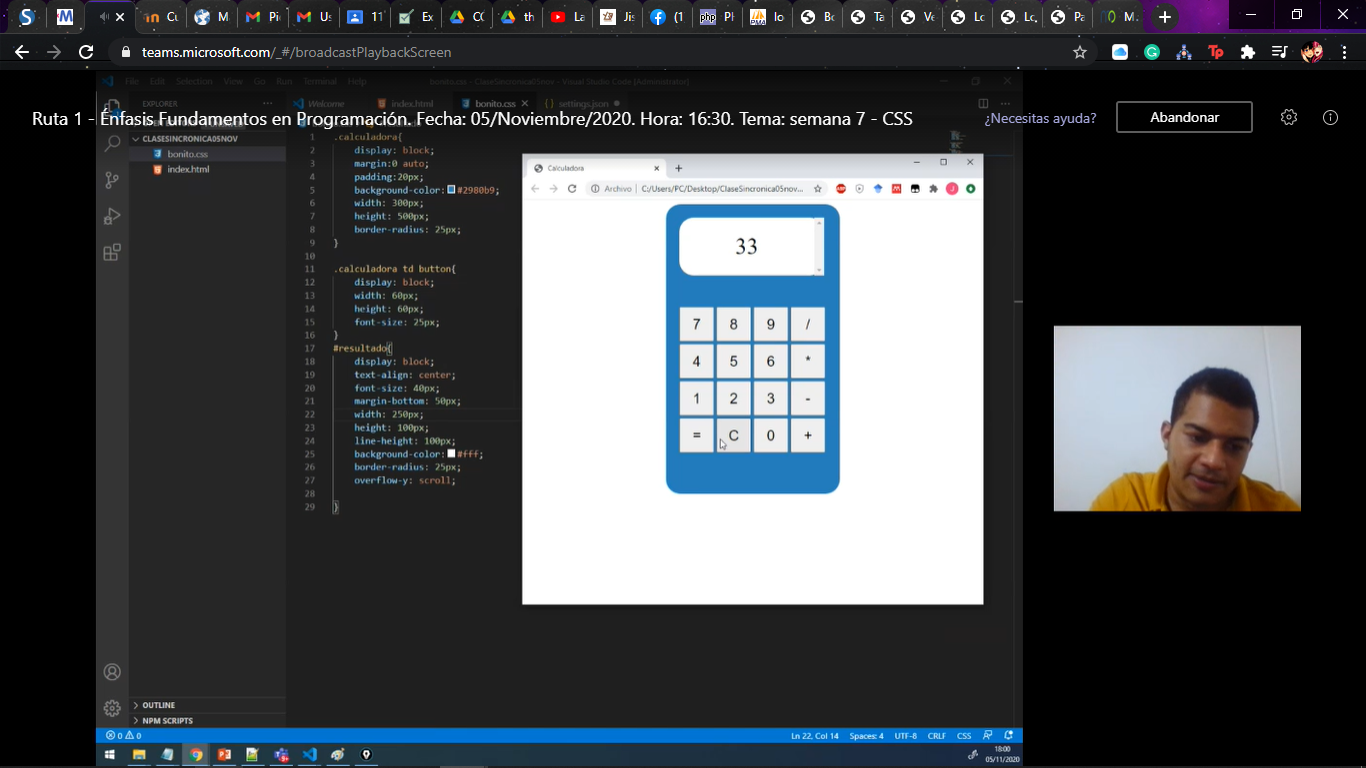 Cu
M
Pi
Us
11
Ex
CC
th
La
Jis
(1
Pl
lo
Bo
Ta
Ve
Lo
Lo,
Pa
M.
teams.microsoft.com/_#/broadcastPlaybackScreen
File Edit Selection View Go Run Terminal Help
bonito.css - ClaseSincronica05nov - Visual Studio Code [Administrator]
EXPLORER
Welcome
index.html
bonito.css
settings.json
Ruta 1 - Énfasis Fundamentos en Programación. Fecha: 05/Noviembre/2020. Hora: 16:30. Tema: semana 7 - CSS
¿Necesitas ayuda?
Abandonar
CLASESINCRONICA05NOV
bonito.css
index.html
1 .calculadora{
2 display: block;
3 margin:0 auto;
4 padding:20px;
5 background-color: #2980b9;
6 width: 300px;
7 height: 500px;
8 border-radius: 25px;
9 }
10
11 .calculadora td button{
12 display: block;
13 width: 60px;
14 height: 60px;
15 font-size: 25px;
16 }
17 #resultado{
18 display: block;
19 text-align: center;
20 font-size: 40px;
21 margin-bottom: 50px;
22 width: 250px;
23 height: 100px;
24 line-height: 100px;
25 background-color: #fff;
26 border-radius: 25px;
27 overflow-y: scroll;
28
29 }
Calculadora
Archivo
C:/Users/PC/Desktop/ClaseSincronica05nov...
33
7 8 9 /
4 5 6 *
1 2 3 -
= C 0 +
OUTLINE
NPM SCRIPTS
0 0
Ln 22, Col 14 Spaces: 4 UTF-8 CRLF CSS
18:00
05/11/2020